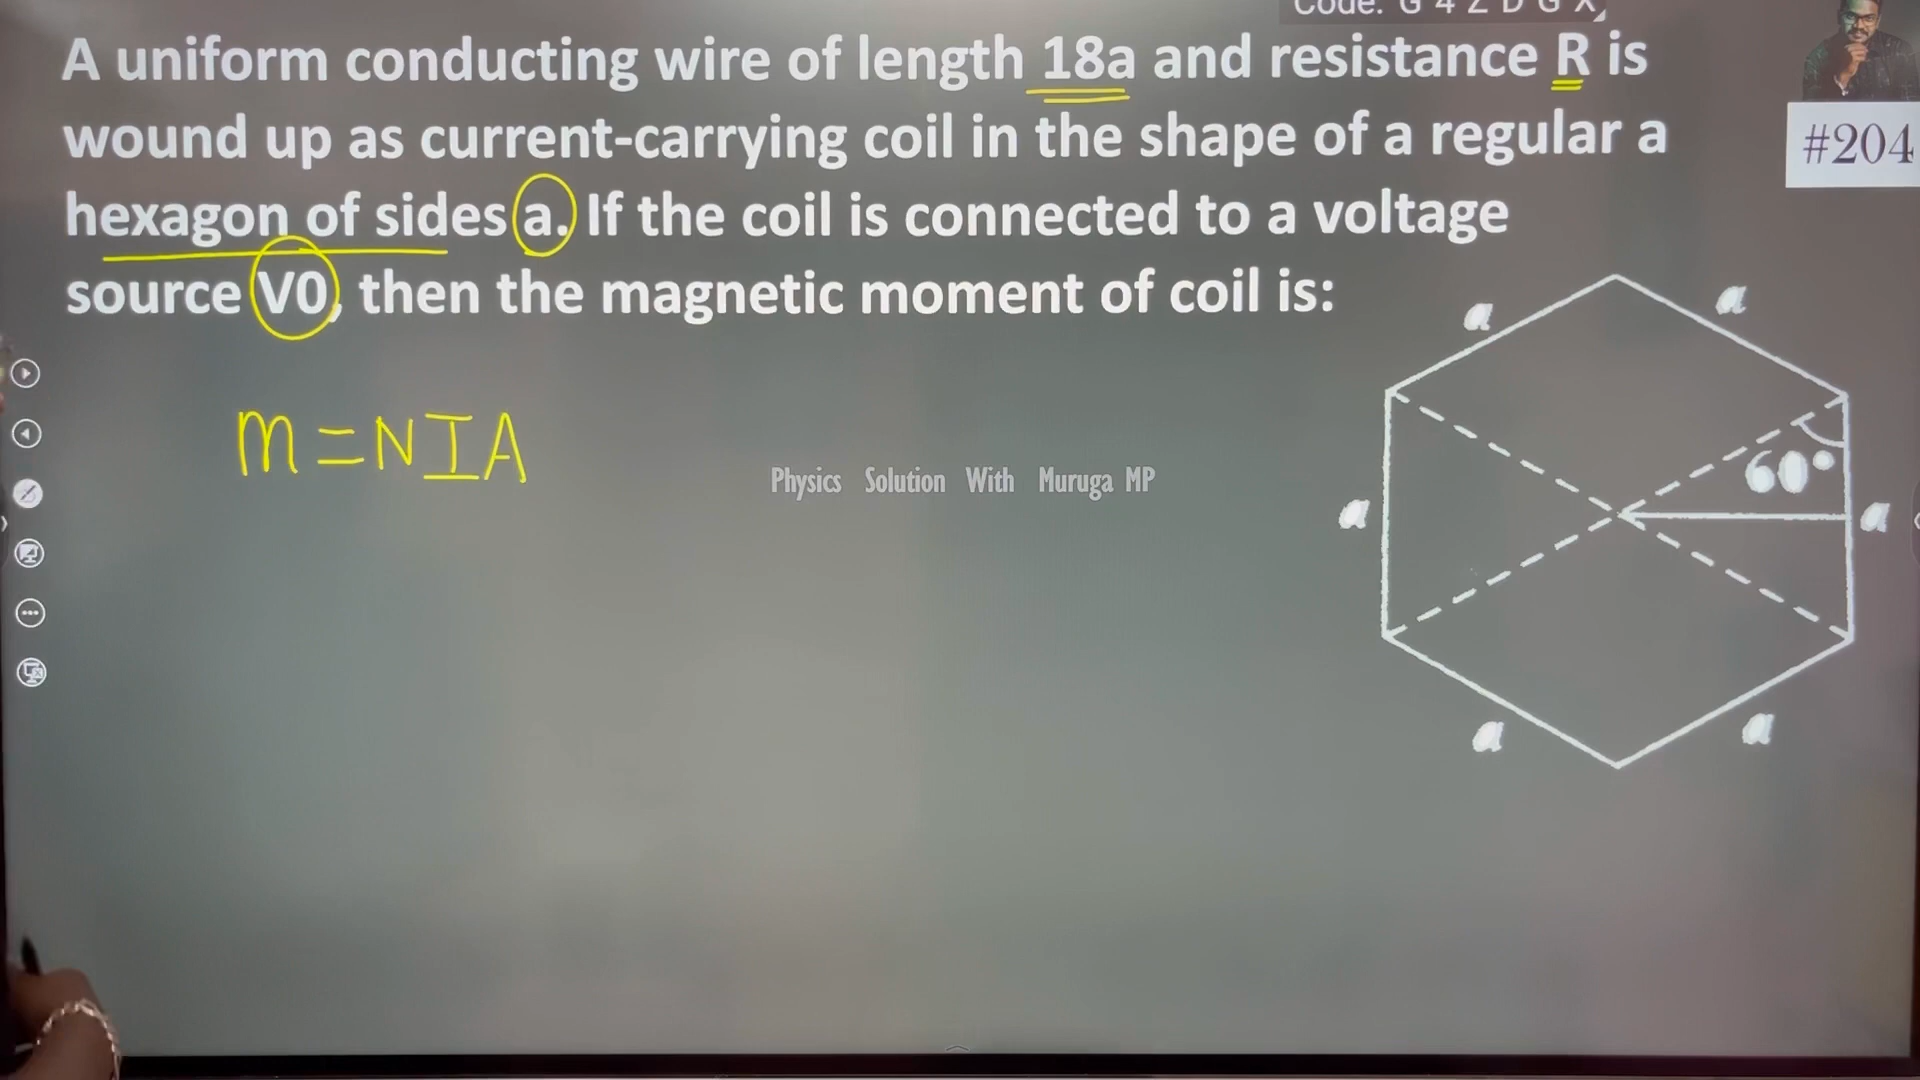 Code: G 4 Z D G X
A uniform conducting wire of length 18a and resistance R is
#204
wound up as current-carrying coil in the shape of a regular a
hexagon of sides a. If the coil is connected to a voltage
source V0, then the magnetic moment of coil is:
a
a
m=NIA
60°
Physics Solution With Muruga MP
a
a
a
a